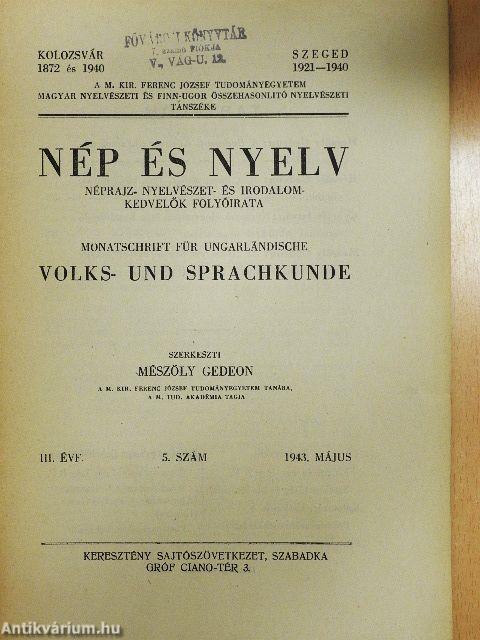 KOLOZSVÁR
1872 és 1940
FŐVÁROSI KÖNYVTÁR
FIÓKJA
V., VÁG-U. 12.
SZEGED
1921—1940
A M. KIR. FERENC JÓZSEF TUDOMÁNYEGYETEM
MAGYAR NYELVÉSZETI ÉS FINN-UGOR ÖSSZEHASONLITÓ NYELVÉSZETI
TANSZÉKE
NÉP ÉS NYELV
NÉPRAJZ- NYELVÉSZET- ÉS IRODALOM-
KEDVELŐK FOLYÓIRATA
MONATSCHRIFT FÜR UNGARLÄNDISCHE
VOLKS- UND SPRACHKUNDE
SZERKESZTI
MÉSZÖLY GEDEON
A M. KIR. FERENC JÓZSEF TUDOMÁNYEGYETEM TANÁRA,
A M. TUD. AKADÉMIA TAGJA
III. ÉVF. 5. SZÁM 1943. MÁJUS
KERESZTÉNY SAJTÓSZÖVETKEZET, SZABADKA
GRÓF CIANO-TÉR 3.
Antikvárium.hu